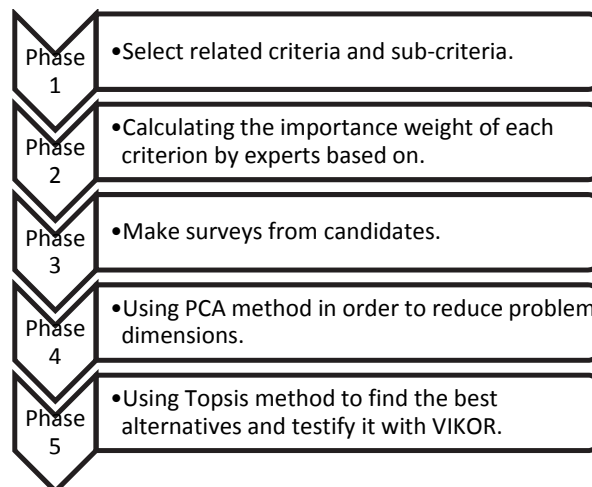 Phase
1
•Select related criteria and sub-criteria.
Phase
2
•Calculating the importance weight of each
criterion by experts based on.
Phase
3
•Make surveys from candidates.
Phase
4
•Using PCA method in order to reduce problem
dimensions.
Phase
5
•Using Topsis method to find the best
alternatives and testify it with VIKOR.